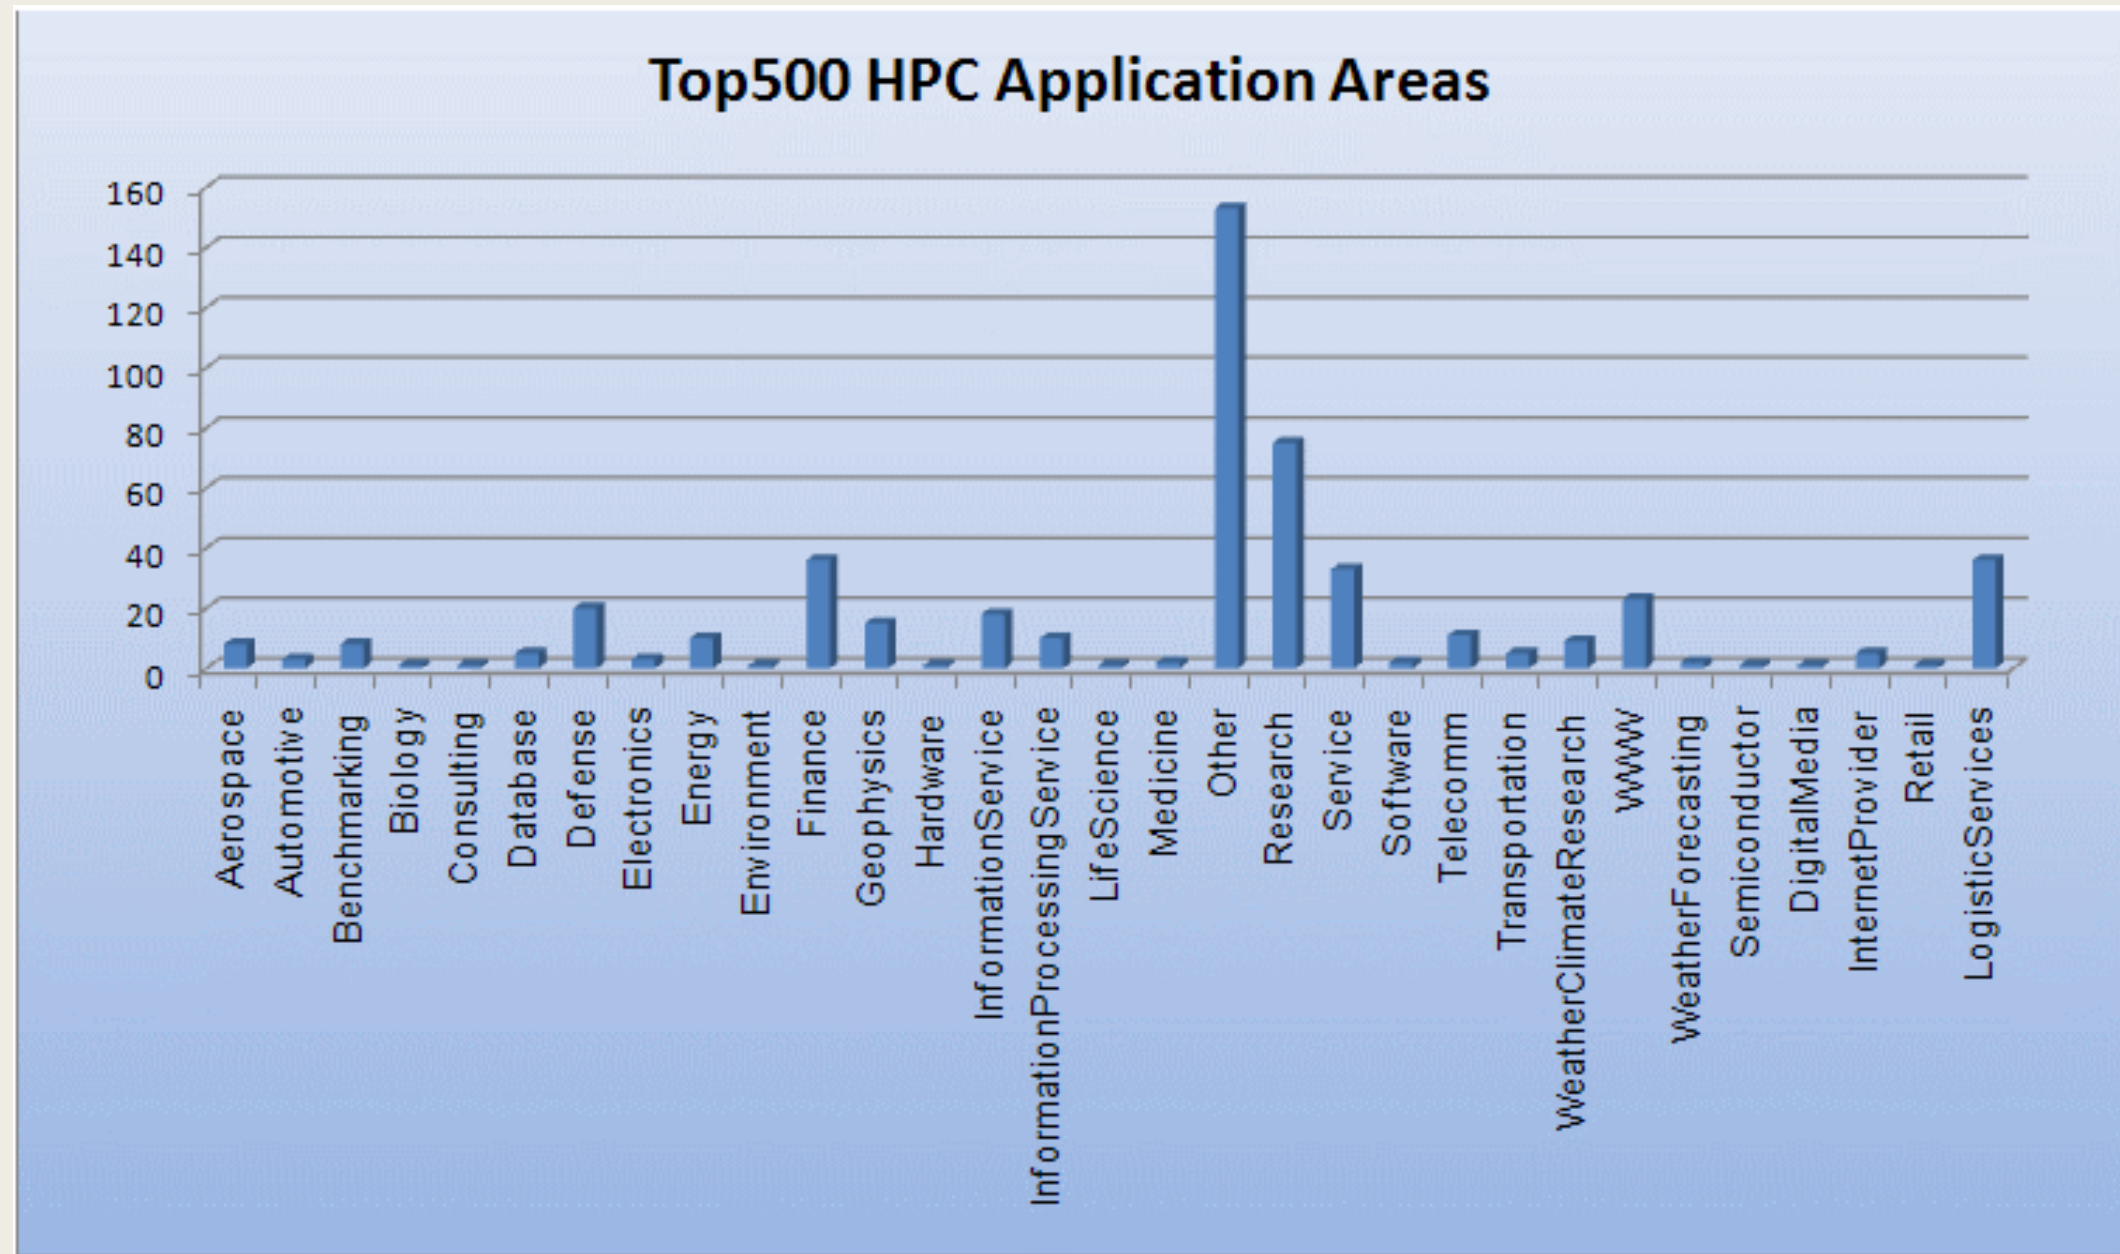 Top500 HPC Application Areas
160
140
120
100
80
60
40
20
0
Aerospace
Automotive
Benchmarking
Biology
Consulting
Database
Defense
Electronics
Energy
Environment
Finance
Geophysics
Hardware
InformationService
InformationProcessingService
LifeScience
Medicine
Other
Research
Service
Software
Telecomm
Transportation
WeatherClimateResearch
WWW
WeatherForecasting
Semiconductor
DigitalMedia
InternetProvider
Retail
LogisticServices